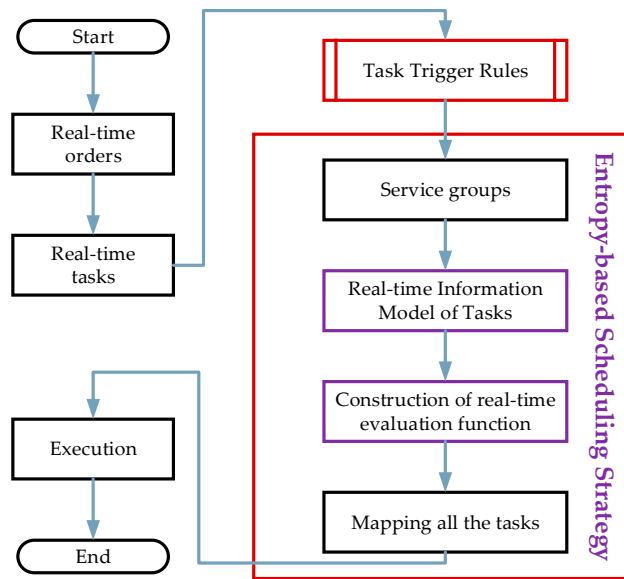 Start
Real-time
orders
Real-time
tasks
Task Trigger Rules
Service groups
Real-time Information
Model of Tasks
Construction of real-time
evaluation function
Mapping all the tasks
Entropy-based Scheduling Strategy
Execution
End